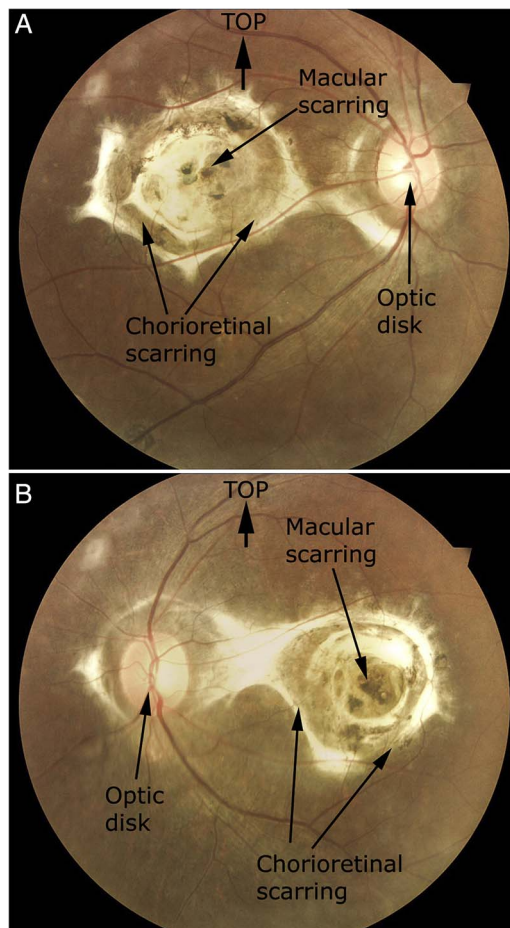 A
TOP
Macular
scarring
Optic
disk
Chorioretinal
scarring
B
TOP
Macular
scarring
Optic
disk
Chorioretinal
scarring